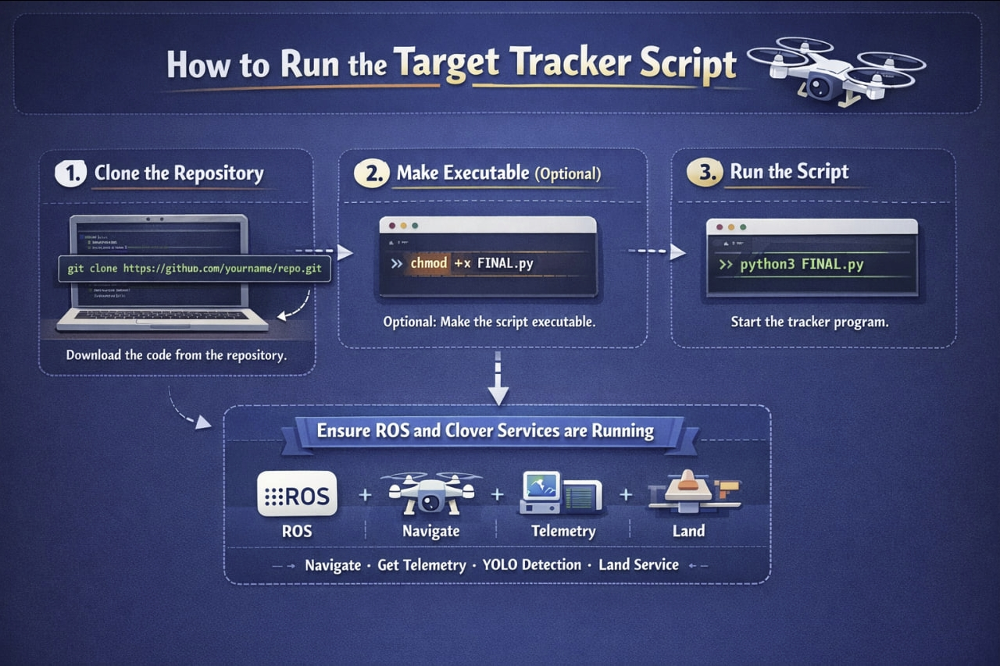 How to Run the Target Tracker Script
1. Clone the Repository
git clone https://github.com/yourname/repo.git
Download the code from the repository.
2. Make Executable (Optional)
>> chmod +x FINAL.py
Optional: Make the script executable.
3. Run the Script
>> python3 FINAL.py
Start the tracker program.
Ensure ROS and Clover Services are Running
ROS
+
+
+
ROS
Navigate
Telemetry
Land
Navigate · Get Telemetry · YOLO Detection · Land Service